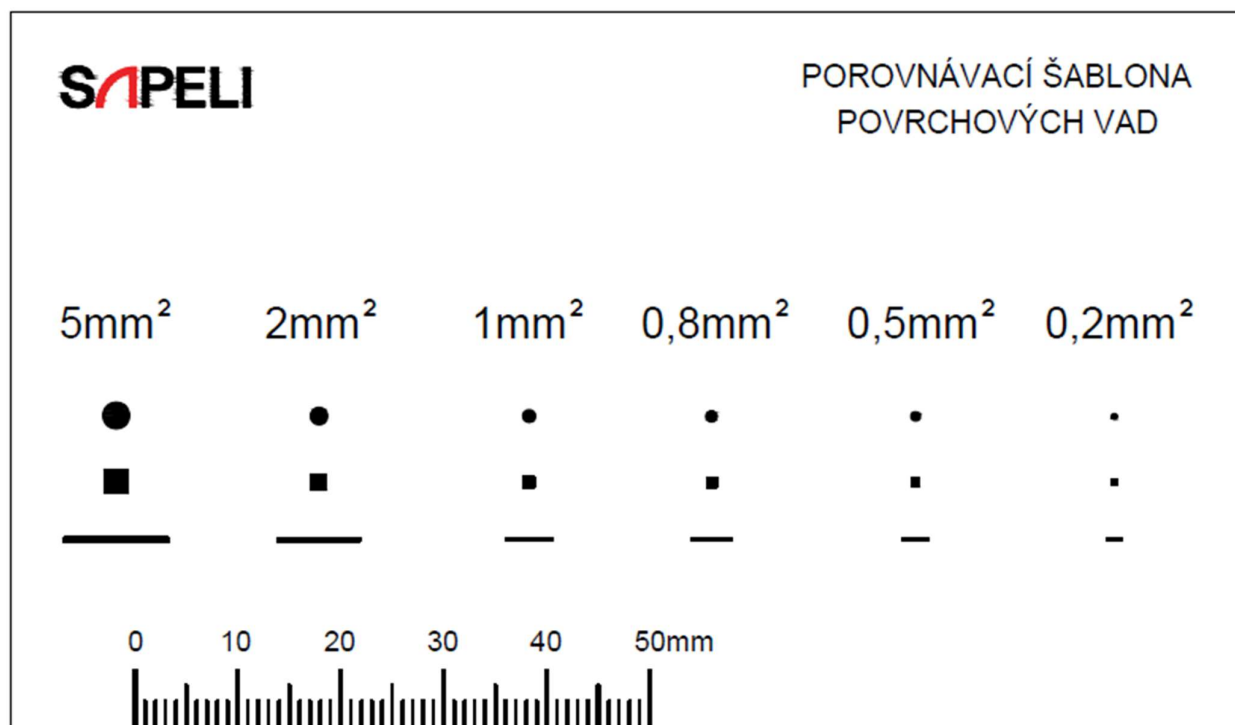 SAPELI
POROVNÁVACÍ ŠABLONA
POVRCHOVÝCH VAD
5mm² 2mm² 1mm² 0,8mm² 0,5mm² 0,2mm²
0 10 20 30 40 50mm